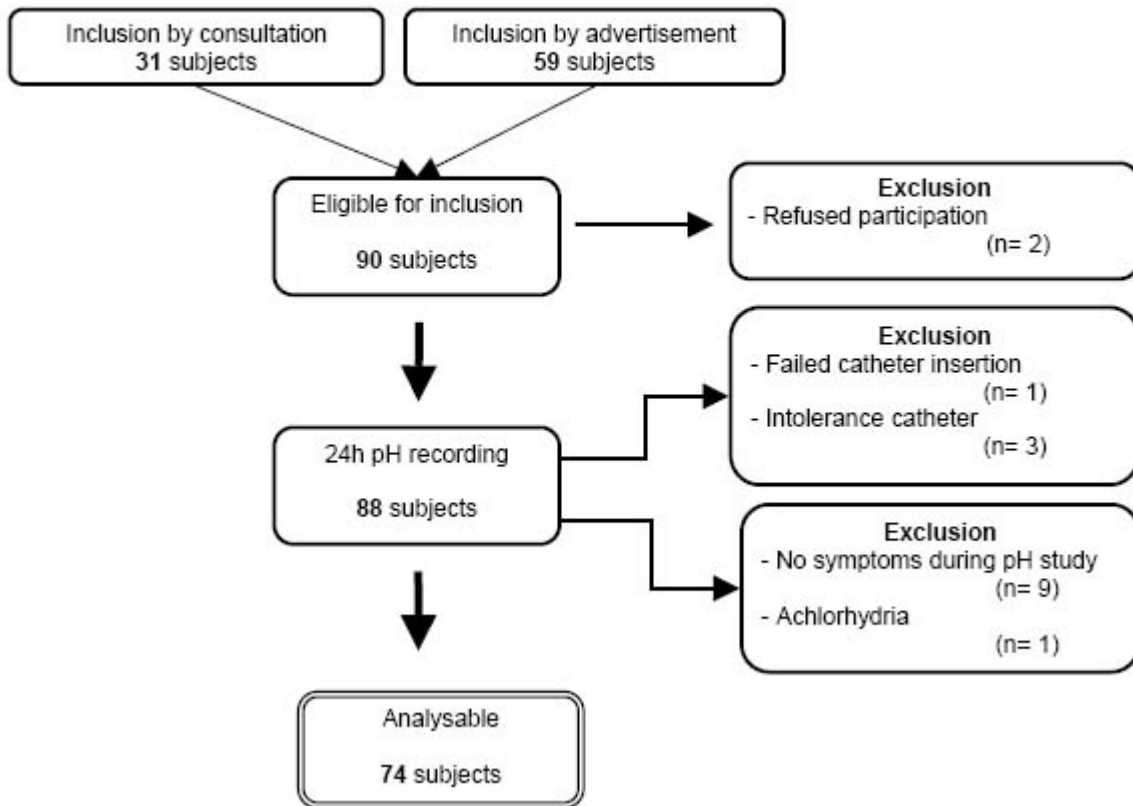 Inclusion by consultation
31 subjects
Inclusion by advertisement
59 subjects
Eligible for inclusion
90 subjects
Exclusion
- Refused participation
(n= 2)
Exclusion
- Failed catheter insertion
(n= 1)
- Intolerance catheter
(n= 3)
24h pH recording
88 subjects
Exclusion
- No symptoms during pH study
(n= 9)
- Achlorhydria
(n= 1)
Analysable
74 subjects